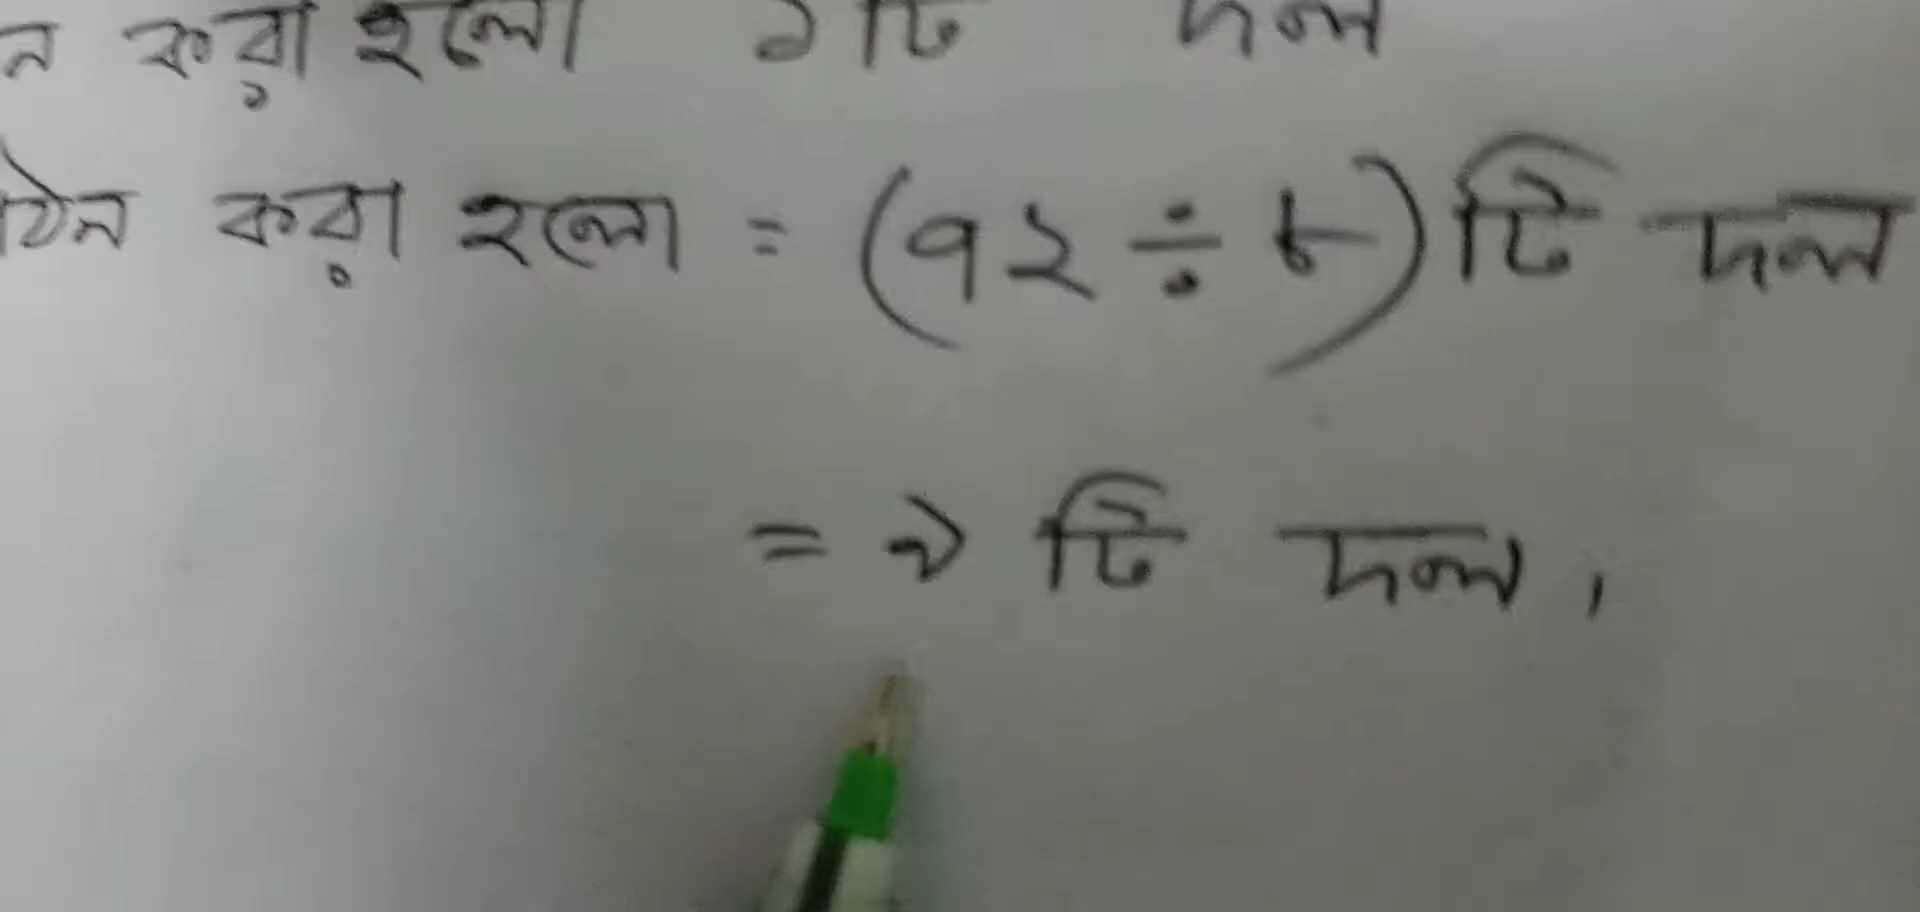 ন করা হলো ১টি দল
ঠন করা হলো = (৭২ ÷ ৮) টি দল
= ৯ টি দল।